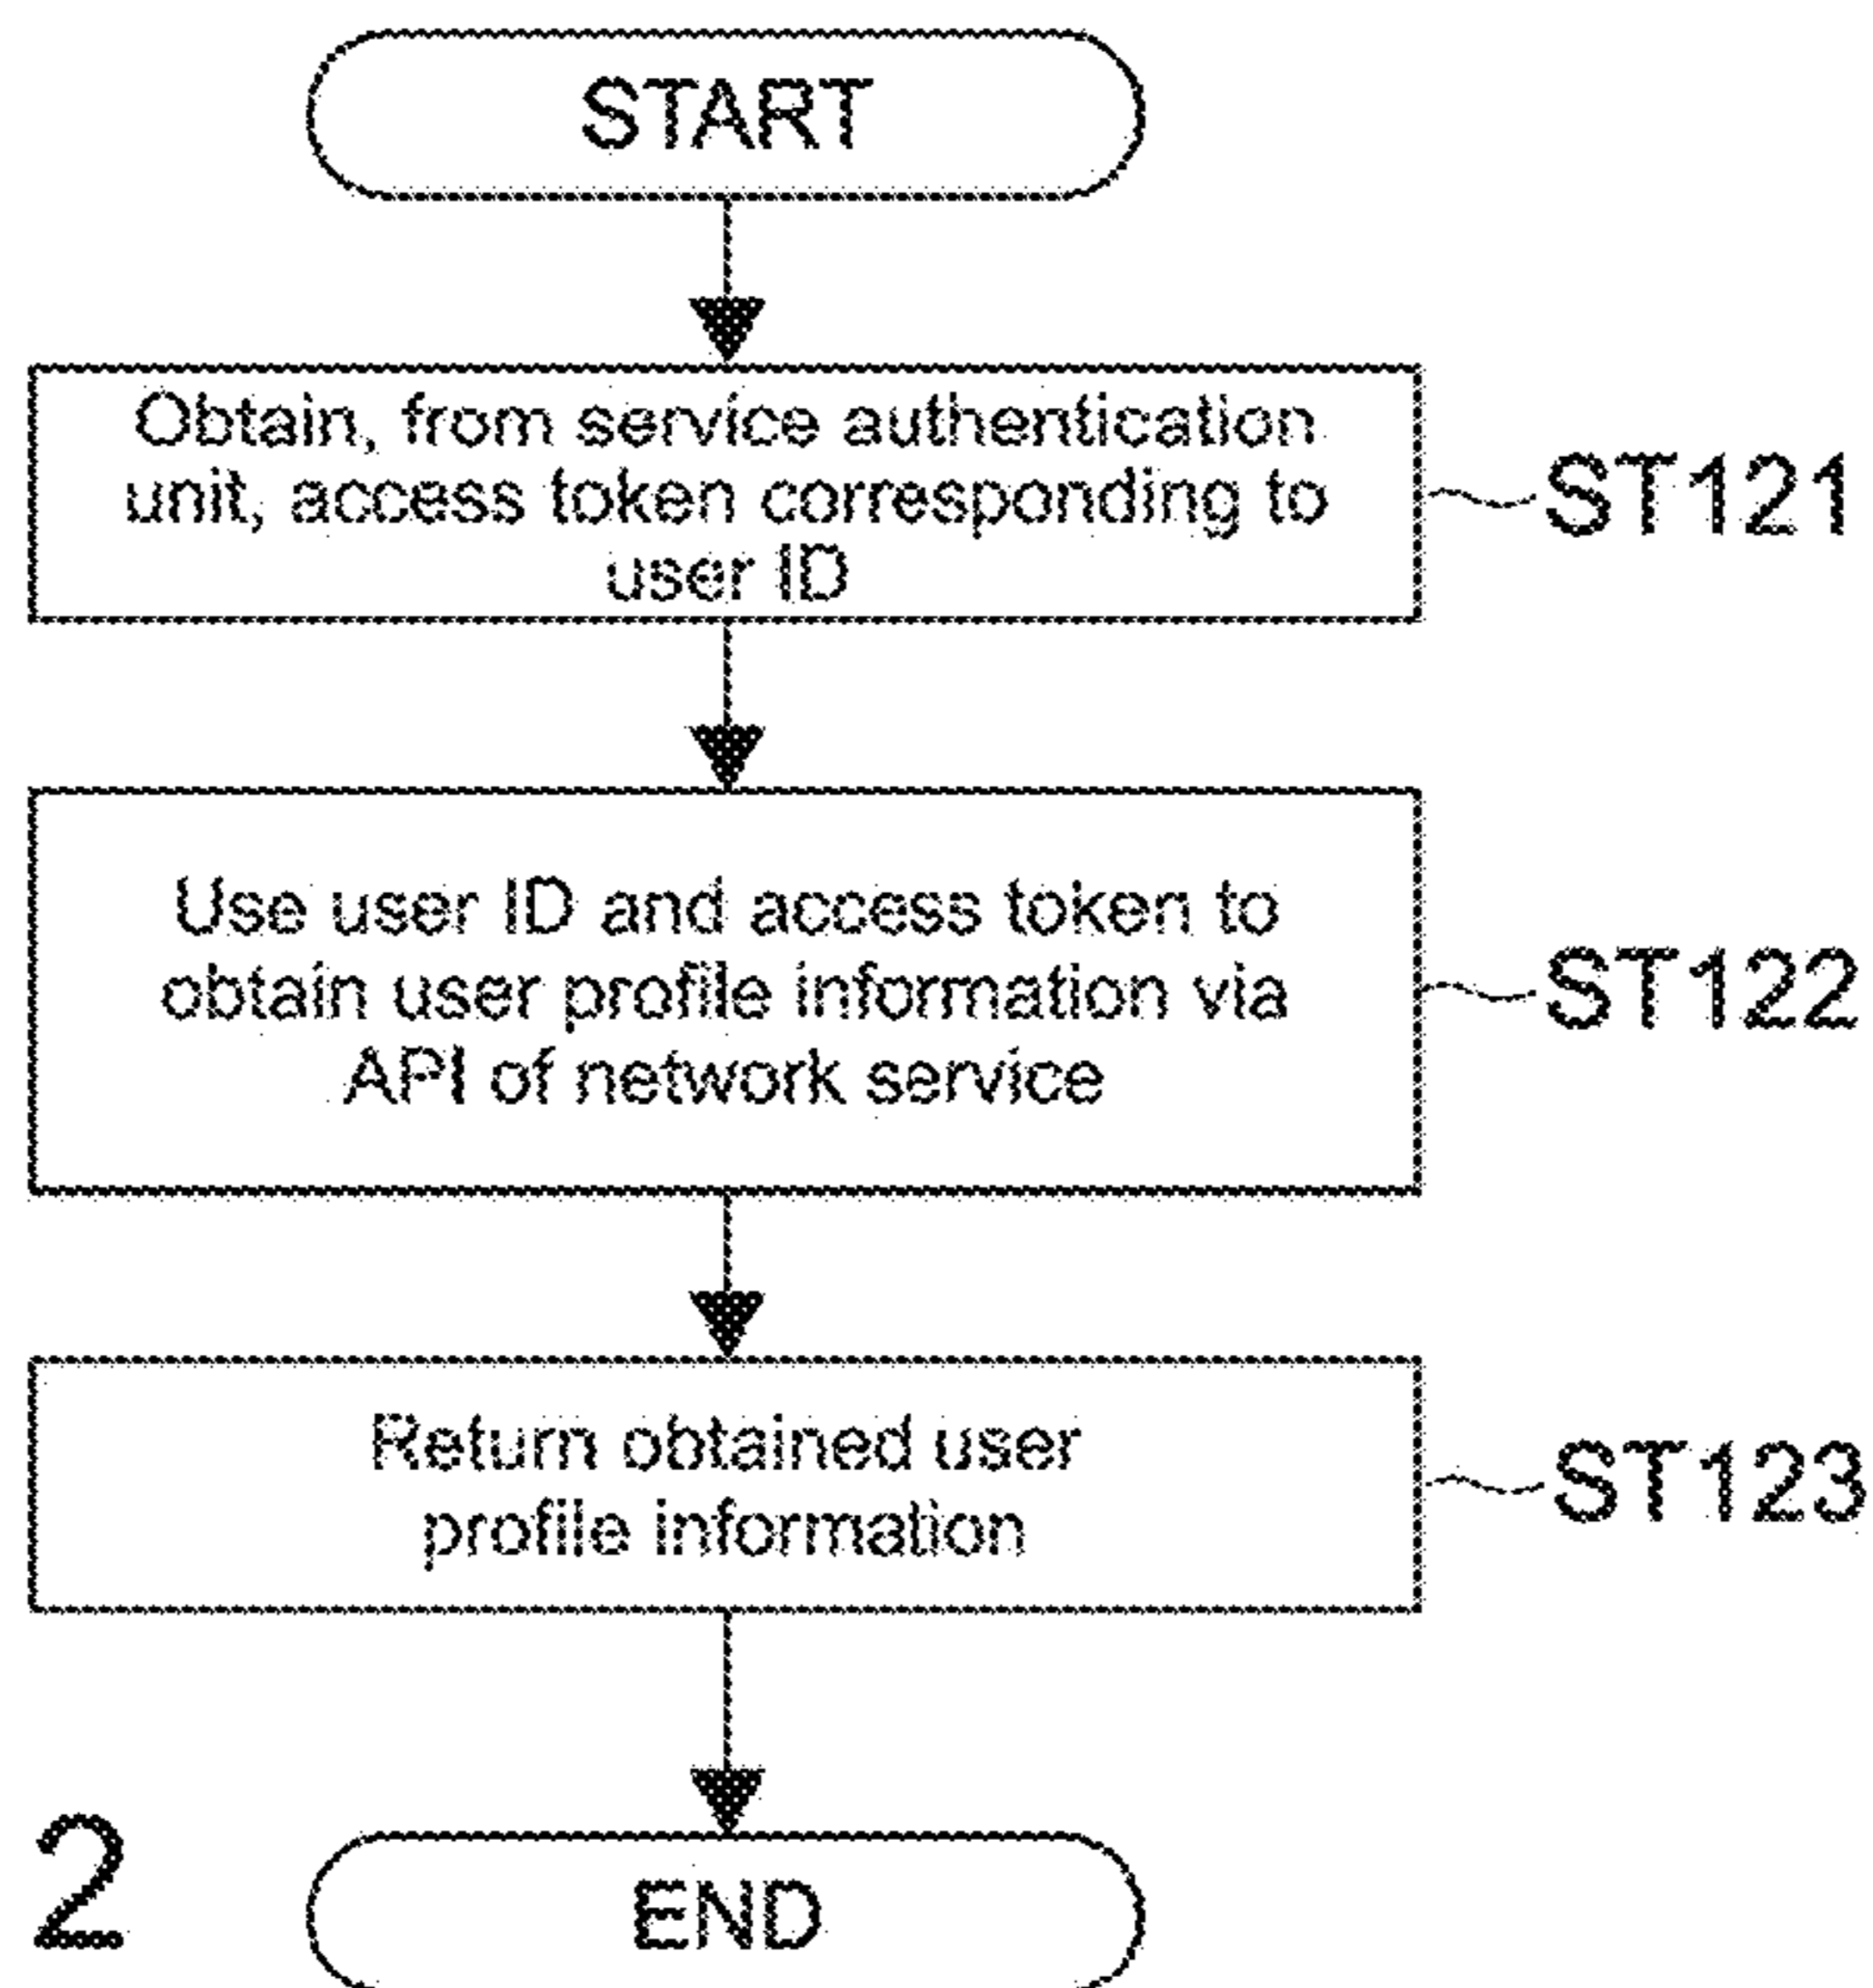 START
Obtain, from service authentication
unit, access token corresponding to
user ID
ST121
Use user ID and access token to
obtain user profile information via
API of network service
ST122
Return obtained user
profile information
ST123
2
END